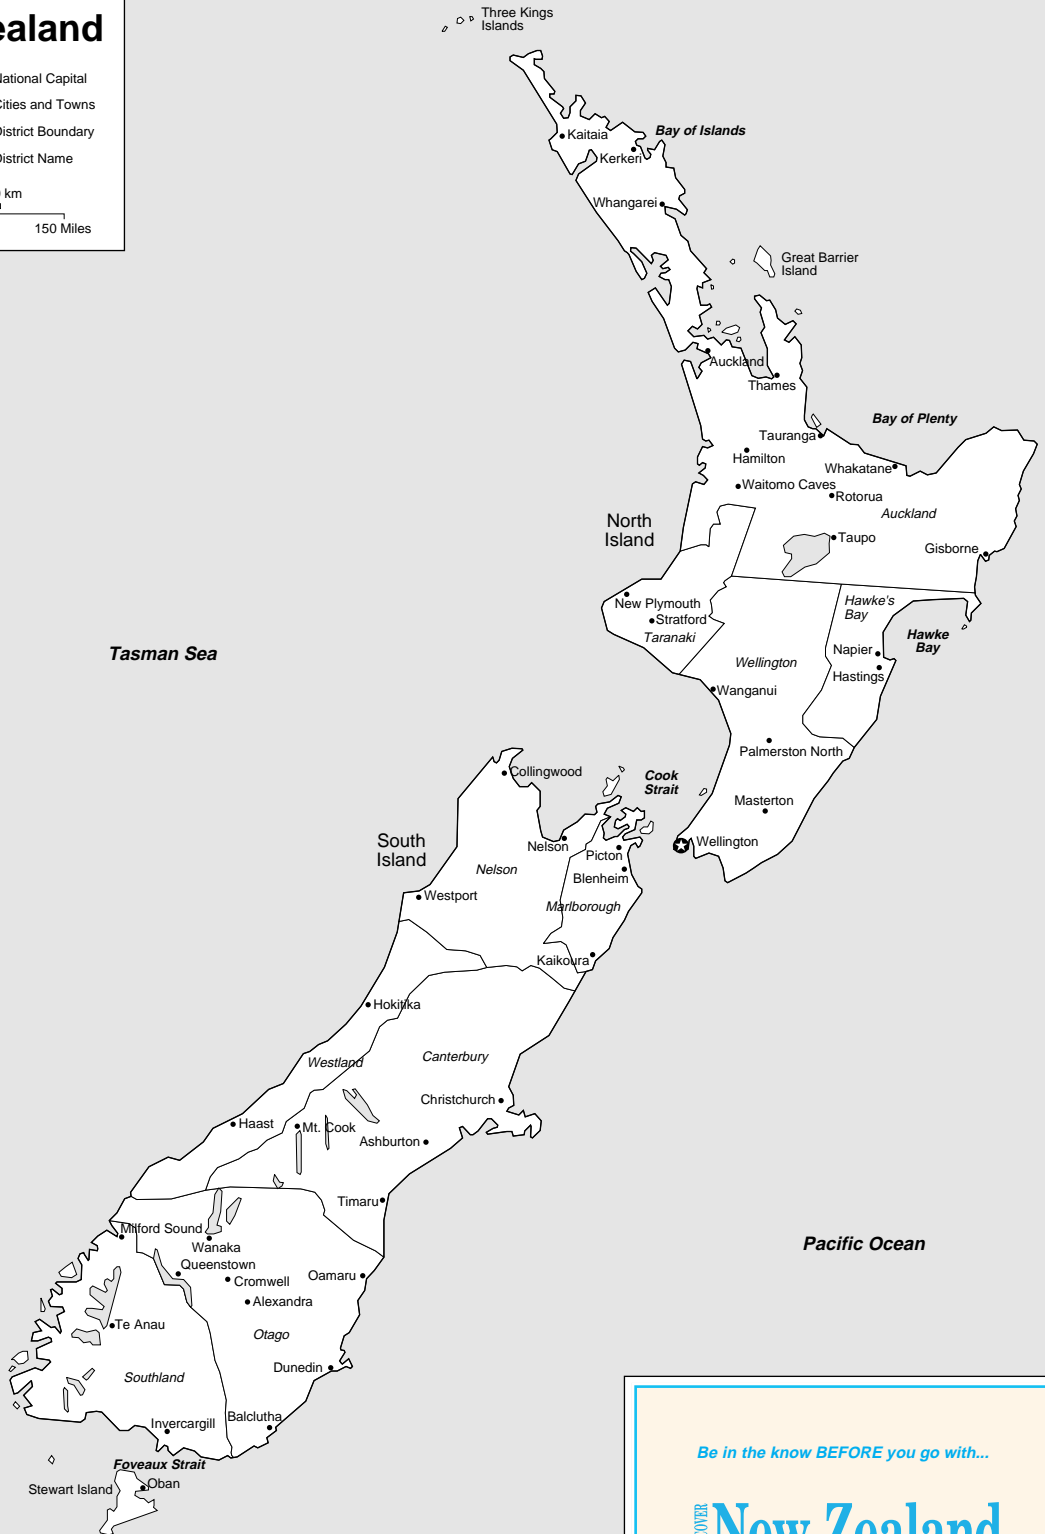 Three Kings
Islands
ealand
National Capital
Cities and Towns
District Boundary
District Name
km
150 Miles
Kaitaia
Bay of Islands
Kerkeri
Whangarei
Great Barrier
Island
Auckland
Thames
Bay of Plenty
Tauranga
Hamilton
Whakatane
Waitomo Caves
Rotorua
Auckland
North
Island
Taupo
Gisborne
New Plymouth
Stratford
Taranaki
Hawke's
Bay
Hawke
Bay
Napier
Hastings
Tasman Sea
Wellington
Wanganui
Palmerston North
Collingwood
Cook
Strait
Masterton
South
Island
Nelson
Picton
Wellington
Nelson
Blenheim
Westport
Marlborough
Kaikoura
Hokitika
Westland
Canterbury
Christchurch
Haast
Mt. Cook
Ashburton
Timaru
Milford Sound
Wanaka
Queenstown
Cromwell
Oamaru
Alexandra
Te Anau
Otago
Dunedin
Southland
Balclutha
Invercargill
Foveaux Strait
Stewart Island
Oban
Pacific Ocean
Be in the know BEFORE you go with...
OVER
New Zealand